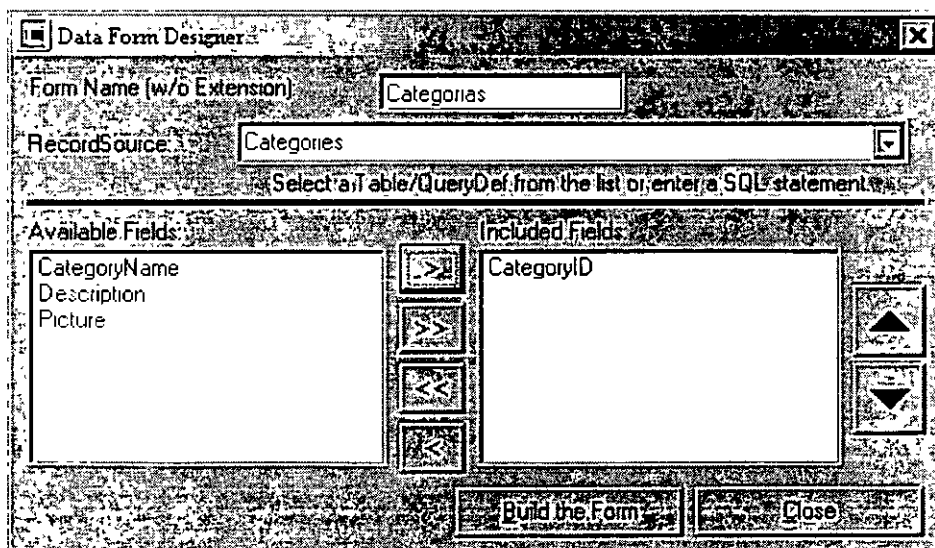 Data Form Designer
Form Name (w/o Extension)
Categorias
RecordSource:
Categories
Select a Table/QueryDef from the list or enter a SQL statement.
Available Fields:
Included Fields:
CategoryName
Description
Picture
>
>>
<<
<
CategoryID
Build the Form
Close